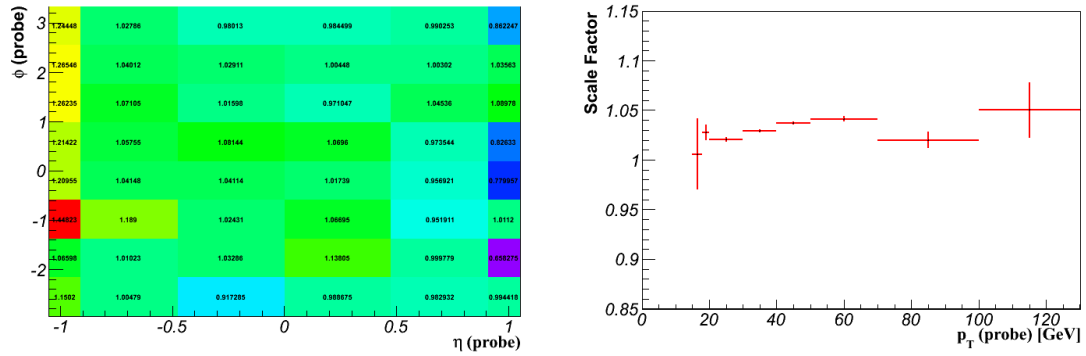 φ (probe)
3
2
1
0
-1
-2
1.24448 1.02786 0.98013 0.984499 0.990253 0.862247
1.26546 1.04012 1.02911 1.00448 1.00302 1.03563
1.26235 1.07105 1.01598 0.971047 1.04536 1.08976
1.21422 1.05755 1.08144 1.0896 0.973544 0.82633
1.20955 1.04148 1.04114 1.01739 0.956921
1.189 1.02431 1.06695 0.951911 1.0112
1.06598 1.01023 1.03286 1.13805 0.999779
1.1502 1.00479 0.917285 0.988675 0.982932 0.994418
-1 -0.5 0 0.5 1
η (probe)
Scale Factor
1.15
1.1
1.05
1
0.95
0.9
0.85
0 20 40 60 80 100 120
p_T (probe) [GeV]